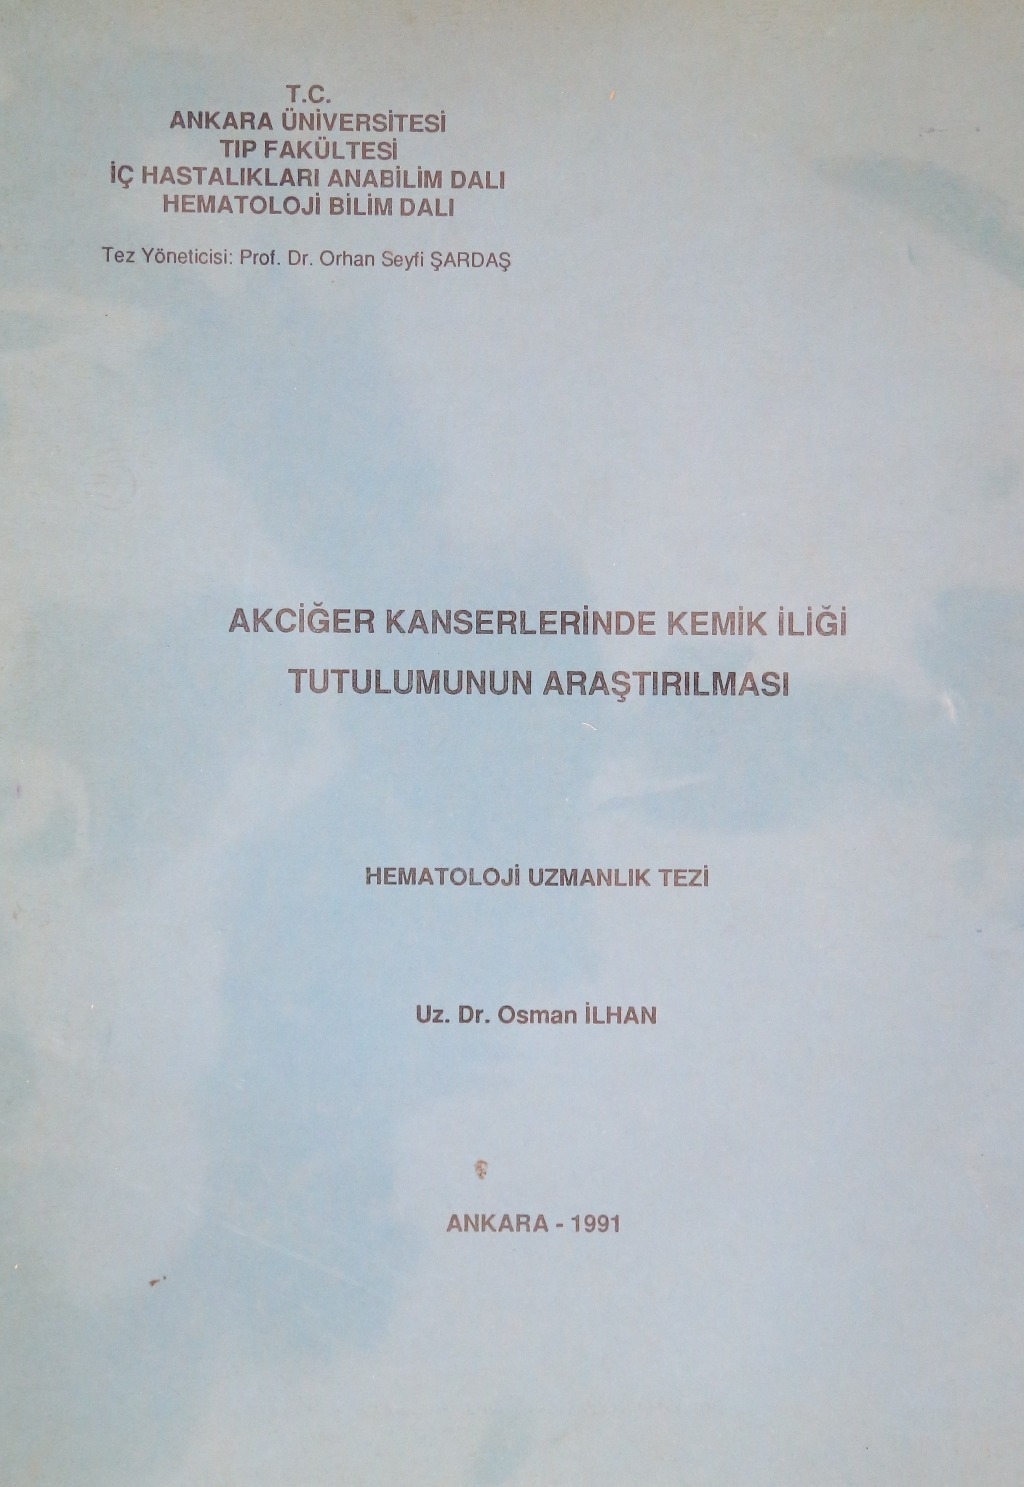 T.C.
ANKARA ÜNİVERSİTESİ
TIP FAKÜLTESİ
İÇ HASTALIKLARI ANABİLİM DALI
HEMATOLOJİ BİLİM DALI
Tez Yöneticisi: Prof. Dr. Orhan Seyfi ŞARDAŞ
AKCİĞER KANSERLERİNDE KEMİK İLİĞİ
TUTULUMUNUN ARAŞTIRILMASI
HEMATOLOJİ UZMANLIK TEZİ
Uz. Dr. Osman İLHAN
ANKARA - 1991